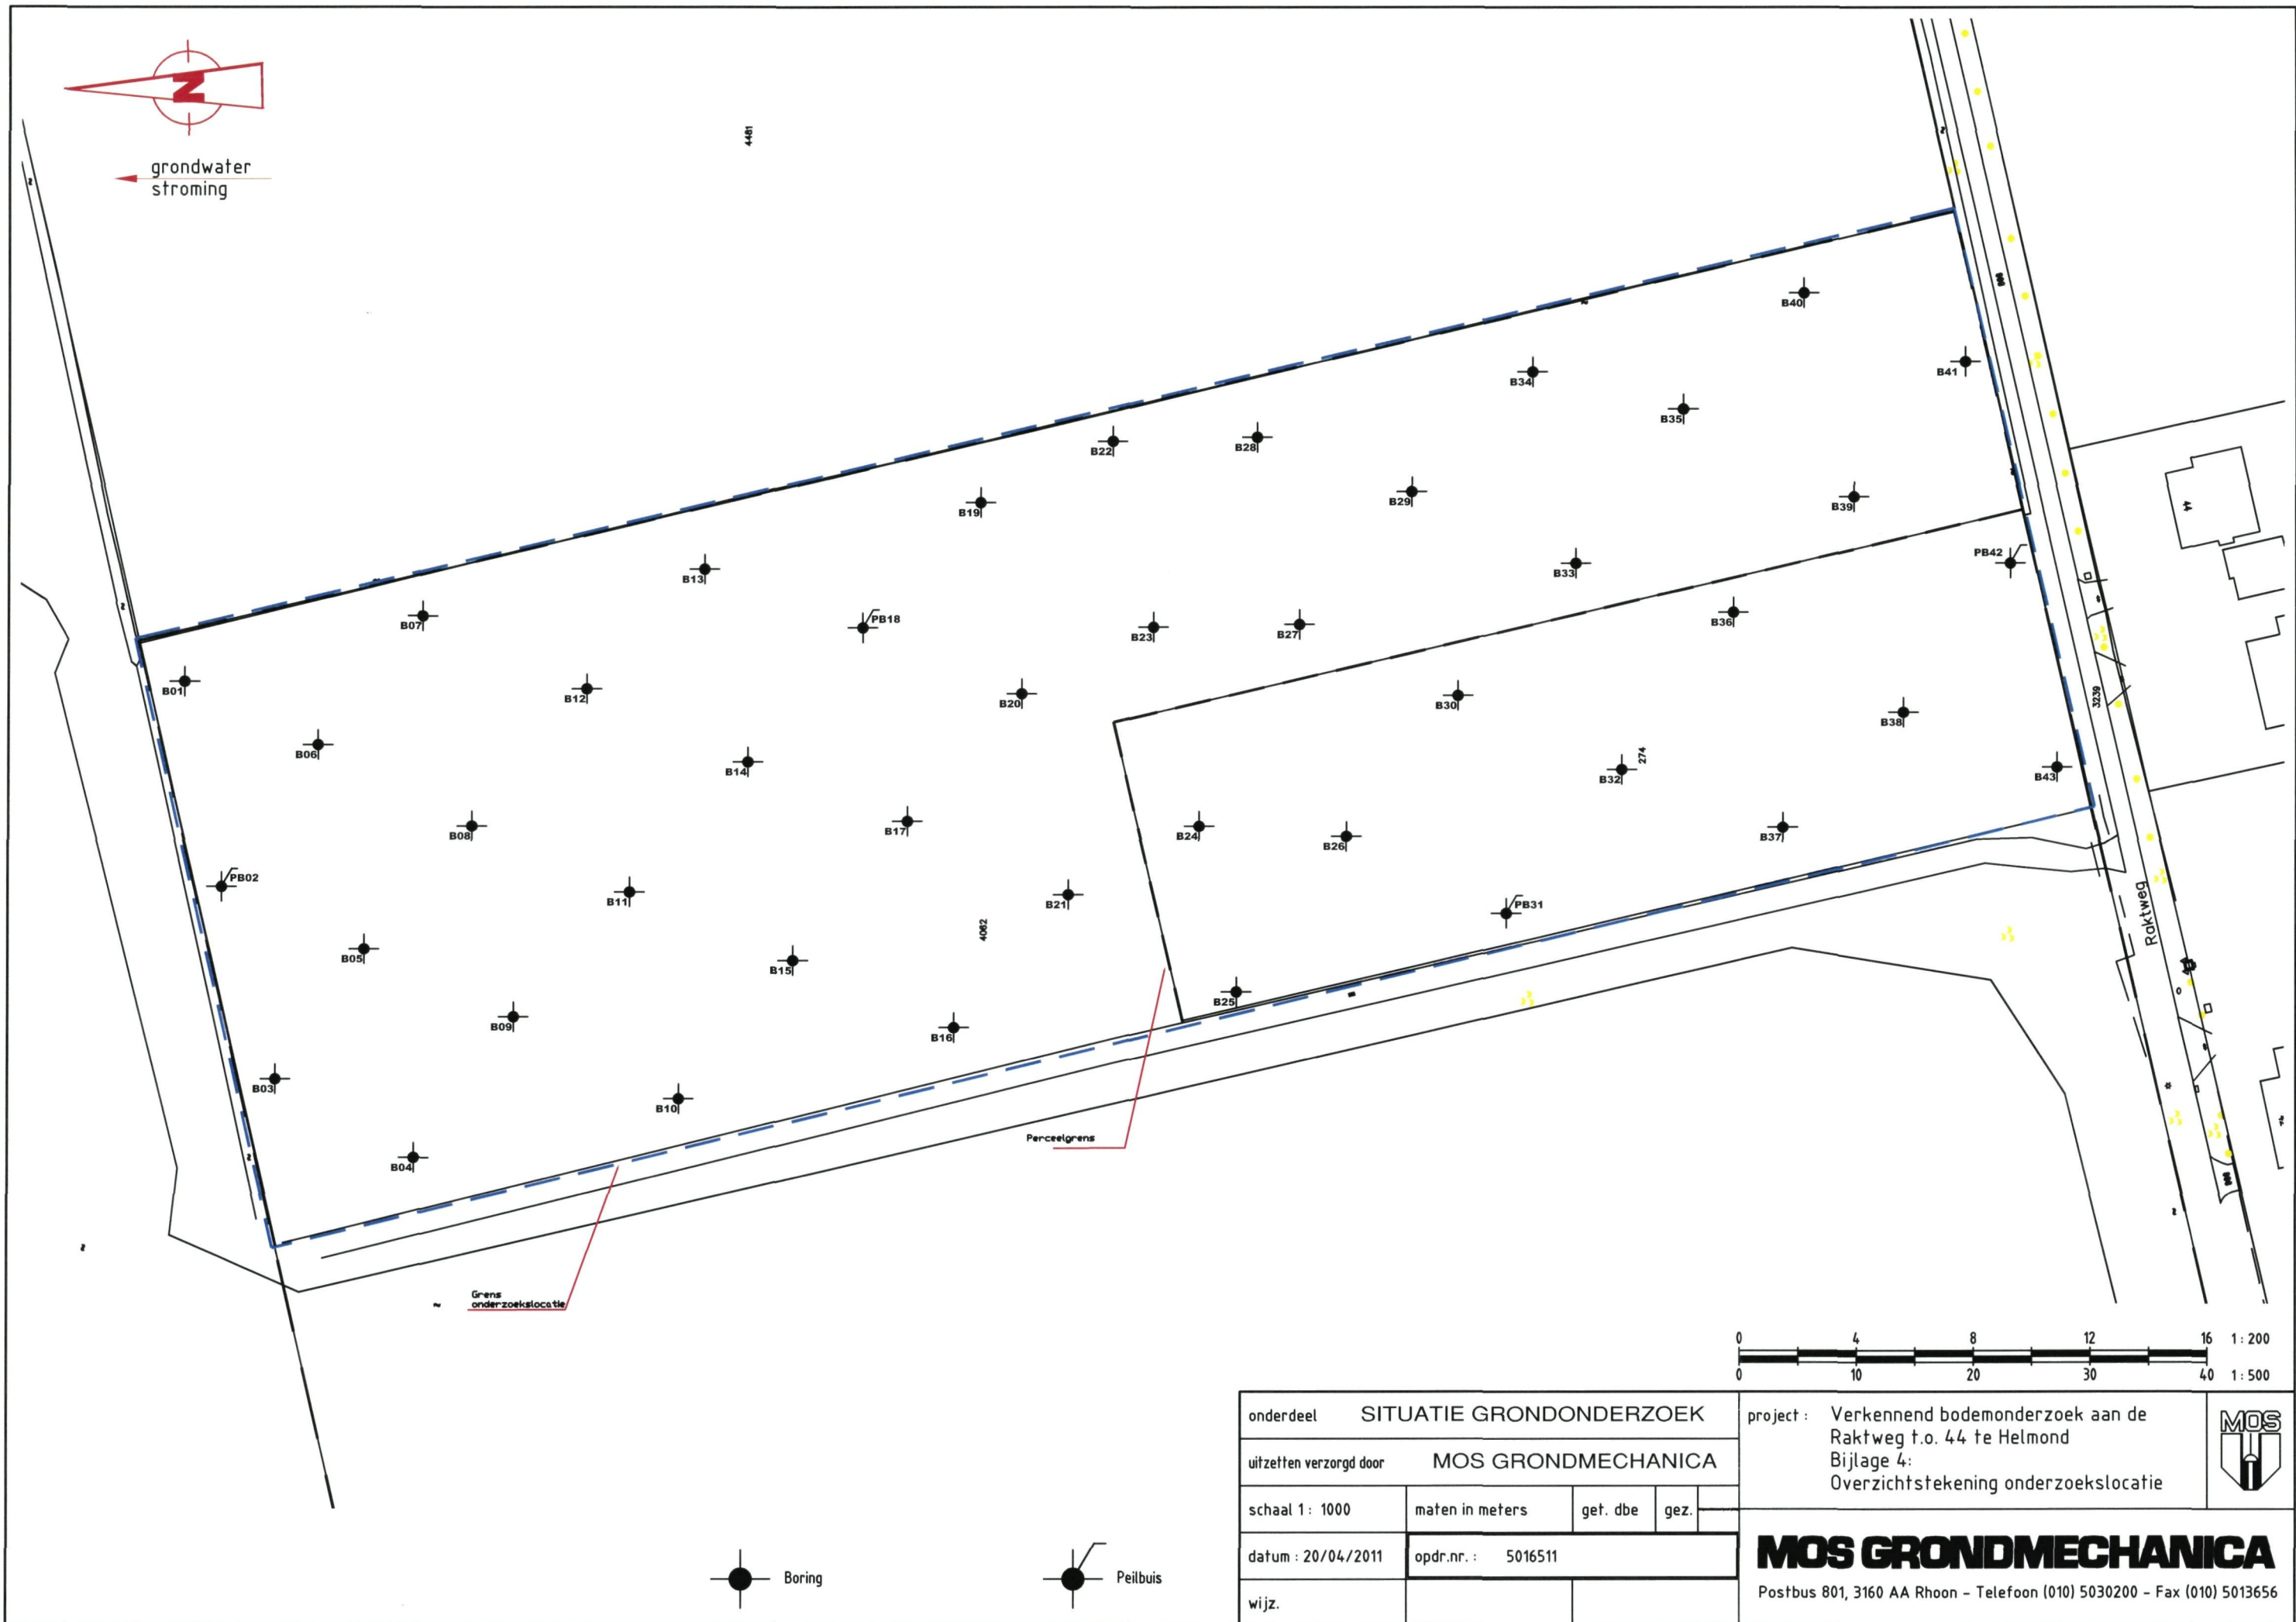 N
grondwater
stroming
4481
B40
B34
B41
B35
B22
B28
B29
B19
B39
44
B13
B33
PB42
B07
PB18
B23
B27
B36
B01
B12
B20
B30
3239
B38
B06
B14
274
B32
B43
B08
B17
B24
B26
B37
PB02
B11
B21
PB31
Raktweg
4062
B05
B15
B25
B09
B16
B03
B10
Perceelgrens
B04
Grens
onderzoekslocatie
0 4 8 12 16 1:200
0 10 20 30 40 1:500
onderdeel SITUATIE GRONDONDERZOEK
uitzetten verzorgd door MOS GRONDMECHANICA
schaal 1: 1000 maten in meters get. dbe gez.
datum : 20/04/2011 opdr.nr. : 5016511
wijz.
project : Verkennend bodemonderzoek aan de
Raktweg t.o. 44 te Helmond
Bijlage 4:
Overzichtstekening onderzoekslocatie
MOS
MOS GRONDMECHANICA
Postbus 801, 3160 AA Rhoon - Telefoon (010) 5030200 - Fax (010) 5013656
Boring
Peilbuis